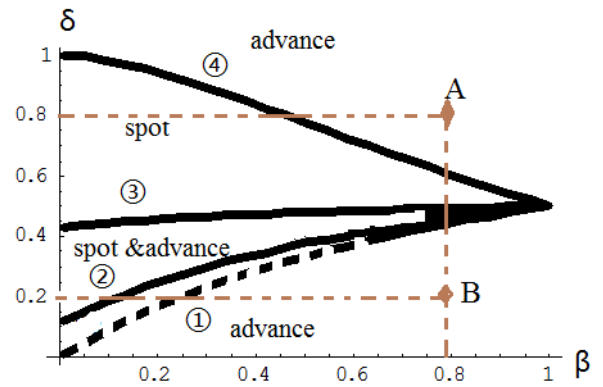 δ
advance
④
1
A
0.8
spot
0.6
③
0.4
spot &advance
②
0.2
B
①
advance
0.2
0.4
0.6
0.8
1
β